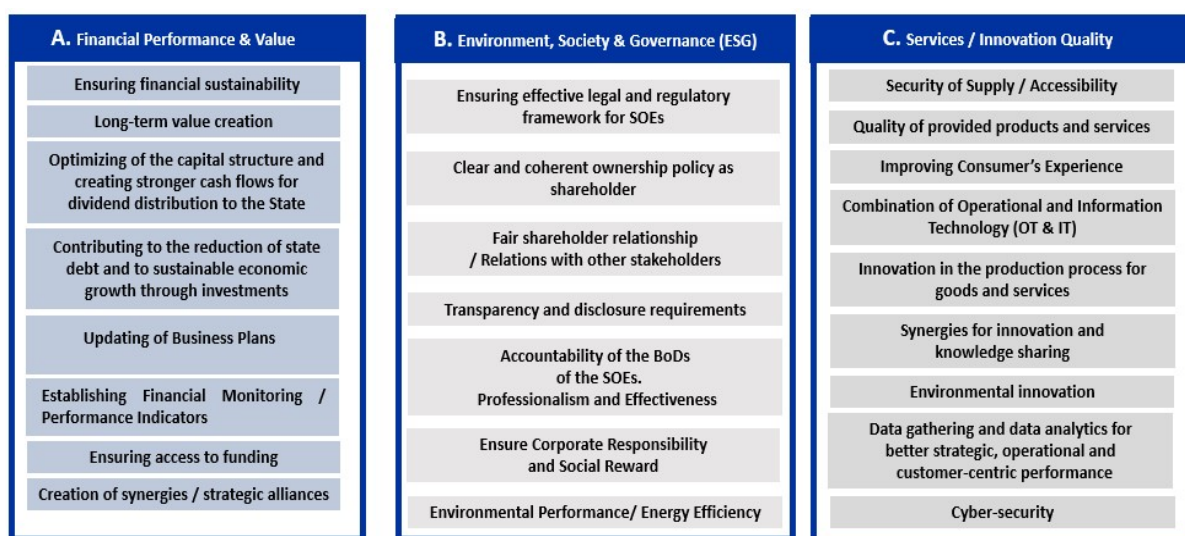 A. Financial Performance & Value
Ensuring financial sustainability
Long-term value creation
Optimizing of the capital structure and
creating stronger cash flows for
dividend distribution to the State
Contributing to the reduction of state
debt and to sustainable economic
growth through investments
Updating of Business Plans
Establishing Financial Monitoring /
Performance Indicators
Ensuring access to funding
Creation of synergies / strategic alliances
B. Environment, Society & Governance (ESG)
Ensuring effective legal and regulatory
framework for SOEs
Clear and coherent ownership policy as
shareholder
Fair shareholder relationship
/ Relations with other stakeholders
Transparency and disclosure requirements
Accountability of the BoDs
of the SOEs.
Professionalism and Effectiveness
Ensure Corporate Responsibility
and Social Reward
Environmental Performance/ Energy Efficiency
C. Services / Innovation Quality
Security of Supply / Accessibility
Quality of provided products and services
Improving Consumer’s Experience
Combination of Operational and Information
Technology (OT & IT)
Innovation in the production process for
goods and services
Synergies for innovation and
knowledge sharing
Environmental innovation
Data gathering and data analytics for
better strategic, operational and
customer-centric performance
Cyber-security